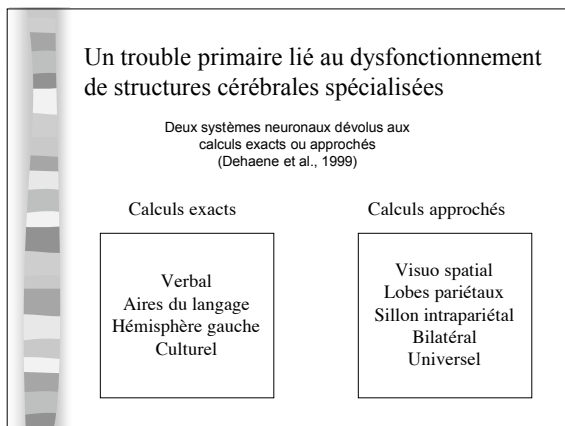 Un trouble primaire lié au dysfonctionnement
de structures cérébrales spécialisées
Deux systèmes neuronaux dévolus aux
calculs exacts ou approchés
(Dehaene et al., 1999)
Calculs exacts
Verbal
Aires du langage
Hémisphère gauche
Culturel
Calculs approchés
Visuo spatial
Lobes pariétaux
Sillon intrapariétal
Bilatéral
Universel